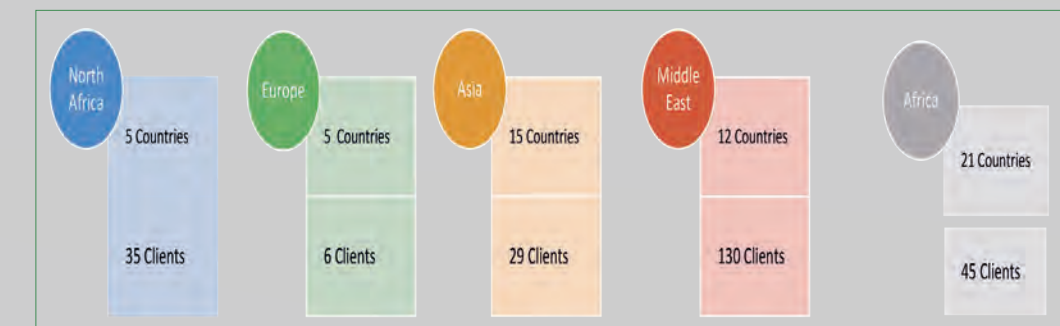 North
Africa
5 Countries
35 Clients
Europe
5 Countries
6 Clients
Asia
15 Countries
29 Clients
Middle
East
12 Countries
130 Clients
Africa
21 Countries
45 Clients